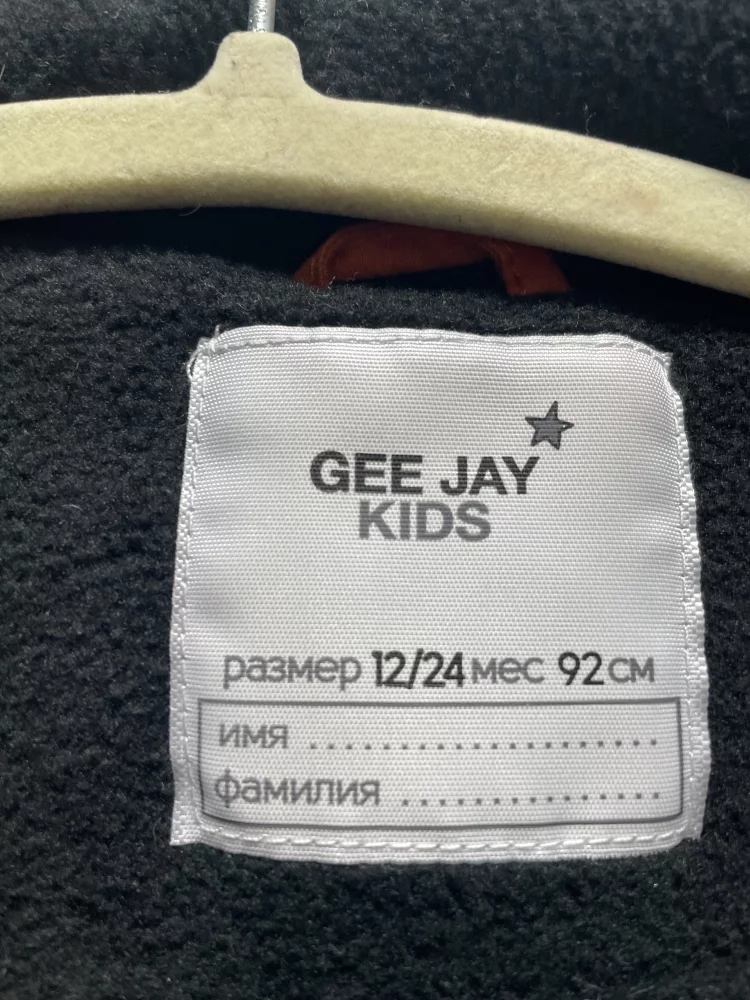 GEE JAY
KIDS
размер 12/24 мес 92 см
имя ......................
фамилия .................